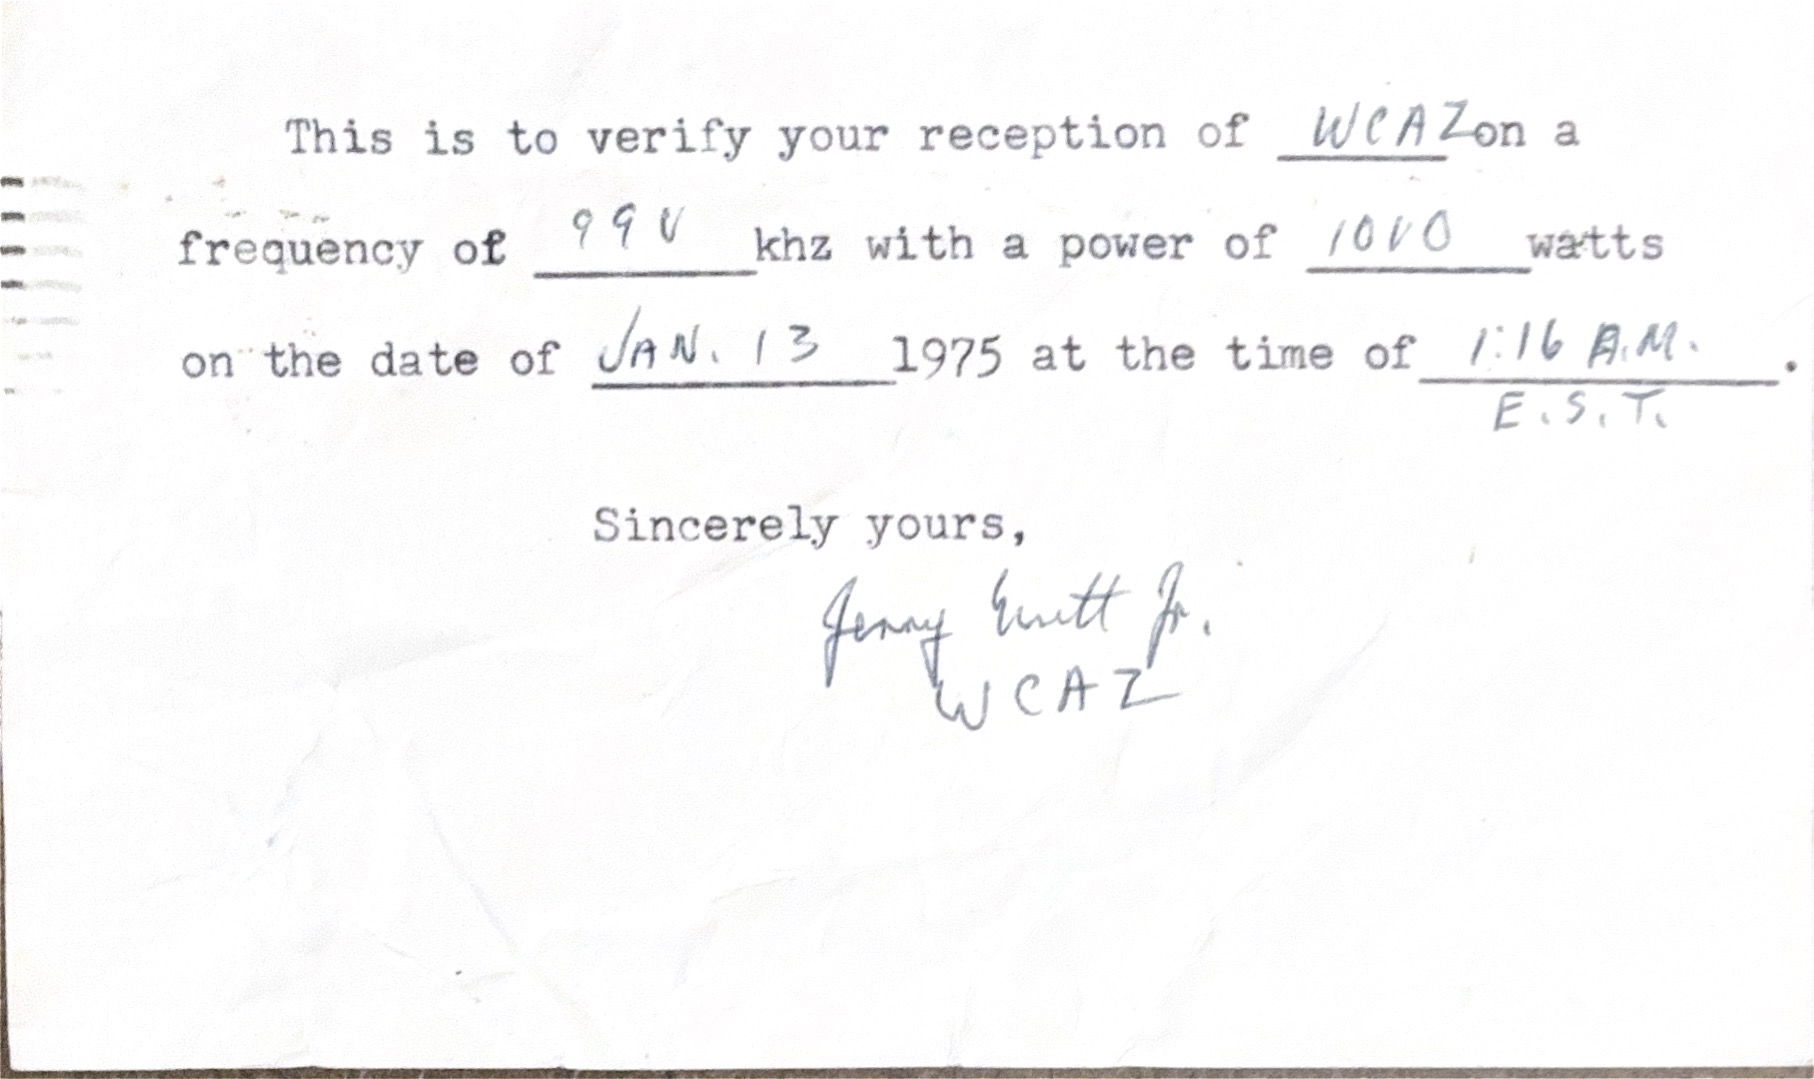 This is to verify your reception of WCAZ on a
frequency of 990 khz with a power of 1000 watts
on the date of JAN. 13 1975 at the time of 1:16 A.M.
E.S.T.
Sincerely yours,
Jr.
WCAZ